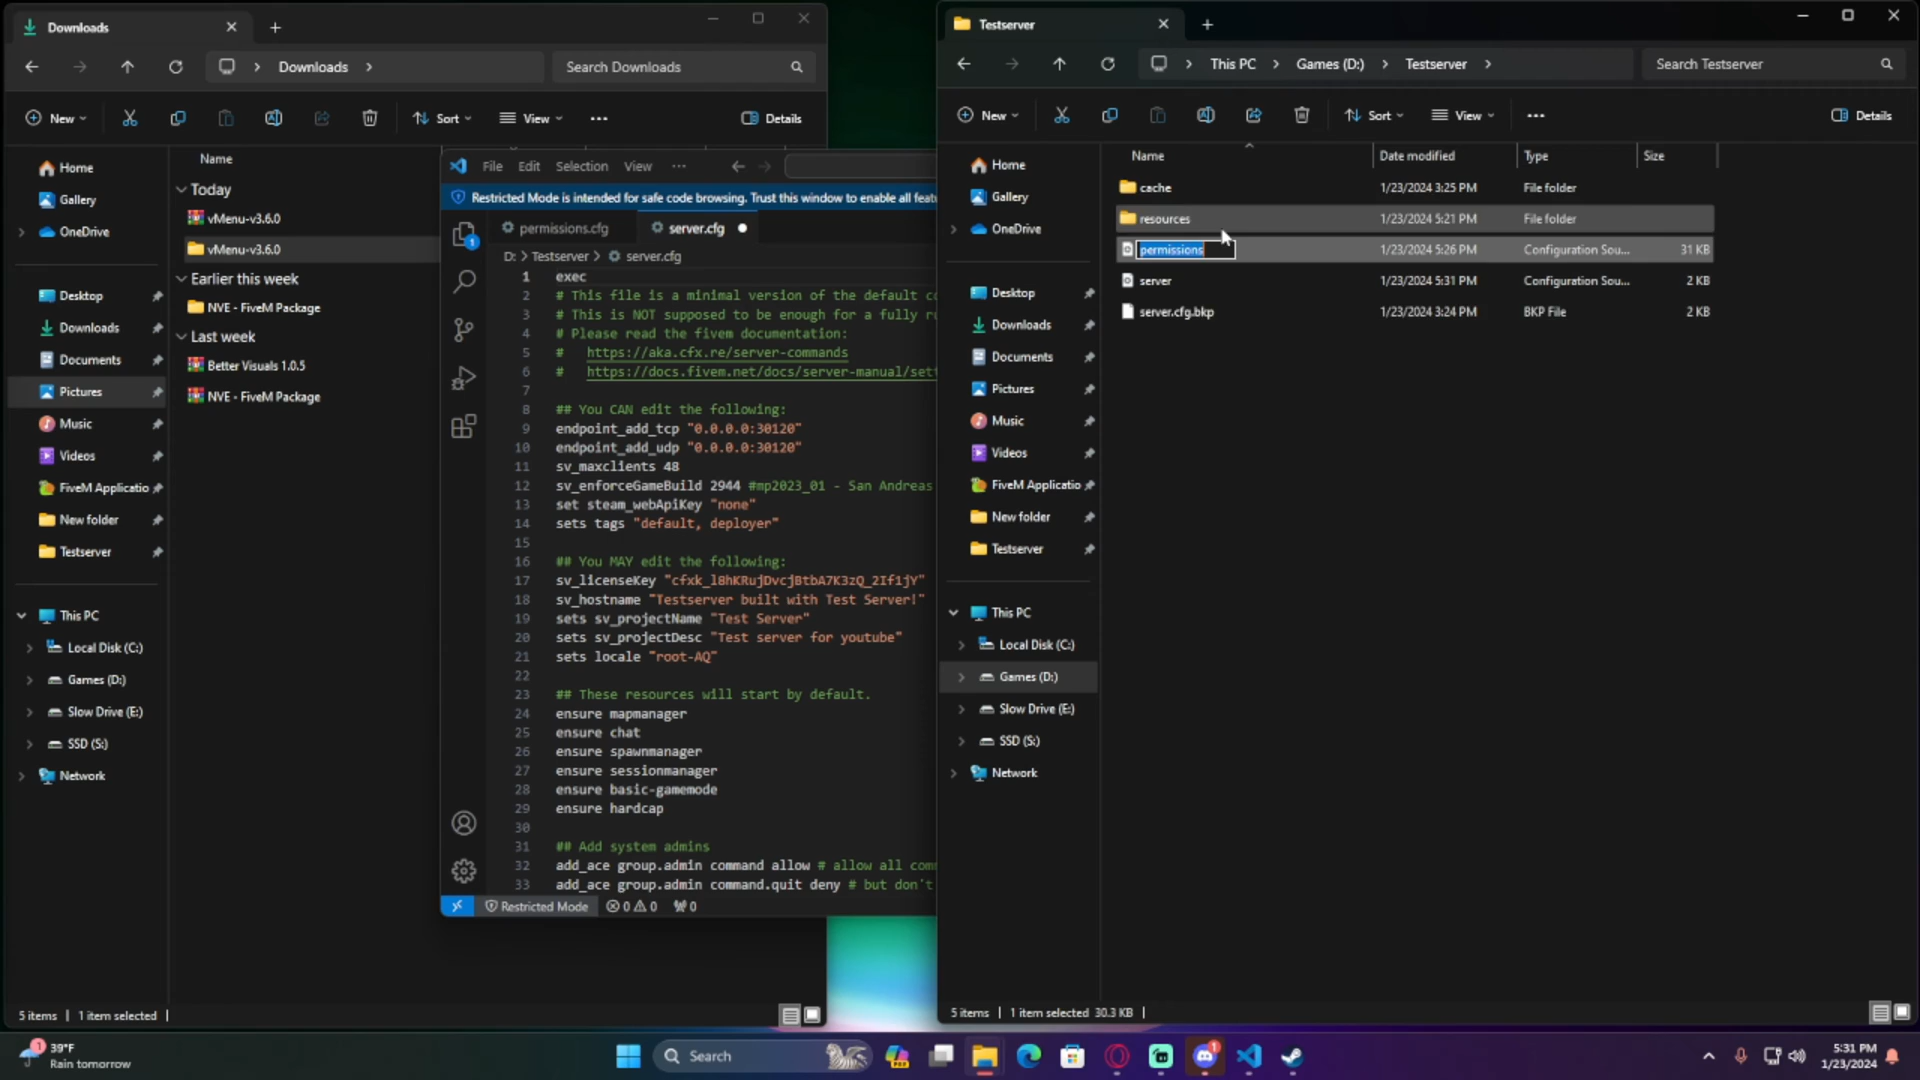 Downloads
Downloads
Search Downloads
New
Sort
View
Details
Home
Gallery
OneDrive
Desktop
Downloads
Documents
Pictures
Music
Videos
FiveM Applicatio
New folder
Testserver
This PC
Local Disk (C:)
Games (D:)
Slow Drive (E:)
SSD (S:)
Network
Name
Today
vMenu-v3.6.0
vMenu-v3.6.0
Earlier this week
NVE - FiveM Package
Last week
Better Visuals 1.0.5
NVE - FiveM Package
5 items
1 item selected
File Edit Selection View
Restricted Mode is intended for safe code browsing. Trust this window to enable all feat
permissions.cfg
server.cfg
D: > Testserver > server.cfg
1 exec
2 # This file is a minimal version of the default co
3 # This is NOT supposed to be enough for a fully r
4 # Please read the fivem documentation:
5 # https://aka.cfx.re/server-commands
6 # https://docs.fivem.net/docs/server-manual/set
7
8 ## You CAN edit the following:
9 endpoint_add_tcp "0.0.0.0:30120"
10 endpoint_add_udp "0.0.0.0:30120"
11 sv_maxclients 48
12 sv_enforceGameBuild 2944 #mp2023_01 - San Andreas
13 set steam_webApiKey "none"
14 sets tags "default, deployer"
15
16 ## You MAY edit the following:
17 sv_licenseKey "cfxk_l8hKRujDvcjBtbA7K3zQ_2If1jY"
18 sv_hostname "Testserver built with Test Server!"
19 sets sv_projectName "Test Server"
20 sets sv_projectDesc "Test server for youtube"
21 sets locale "root-AQ"
22
23 ## These resources will start by default.
24 ensure mapmanager
25 ensure chat
26 ensure spawnmanager
27 ensure sessionmanager
28 ensure basic-gamemode
29 ensure hardcap
30
31 ## Add system admins
32 add_ace group.admin command allow # allow all com
33 add_ace group.admin command.quit deny # but don't
1
Restricted Mode
0 0 0
Testserver
This PC > Games (D:) > Testserver
Search Testserver
New
Sort
View
Details
Home
Gallery
OneDrive
Desktop
Downloads
Documents
Pictures
Music
Videos
FiveM Applicatio
New folder
Testserver
This PC
Local Disk (C:)
Games (D:)
Slow Drive (E:)
SSD (S:)
Network
Name Date modified Type Size
cache 1/23/2024 3:25 PM File folder
resources 1/23/2024 5:21 PM File folder
permissions 1/23/2024 5:26 PM Configuration Sou... 31 KB
server 1/23/2024 5:31 PM Configuration Sou... 2 KB
server.cfg.bkp 1/23/2024 3:24 PM BKP File 2 KB
5 items
1 item selected 30.3 KB
1
39°F
Rain tomorrow
Search
1
5:31 PM
1/23/2024